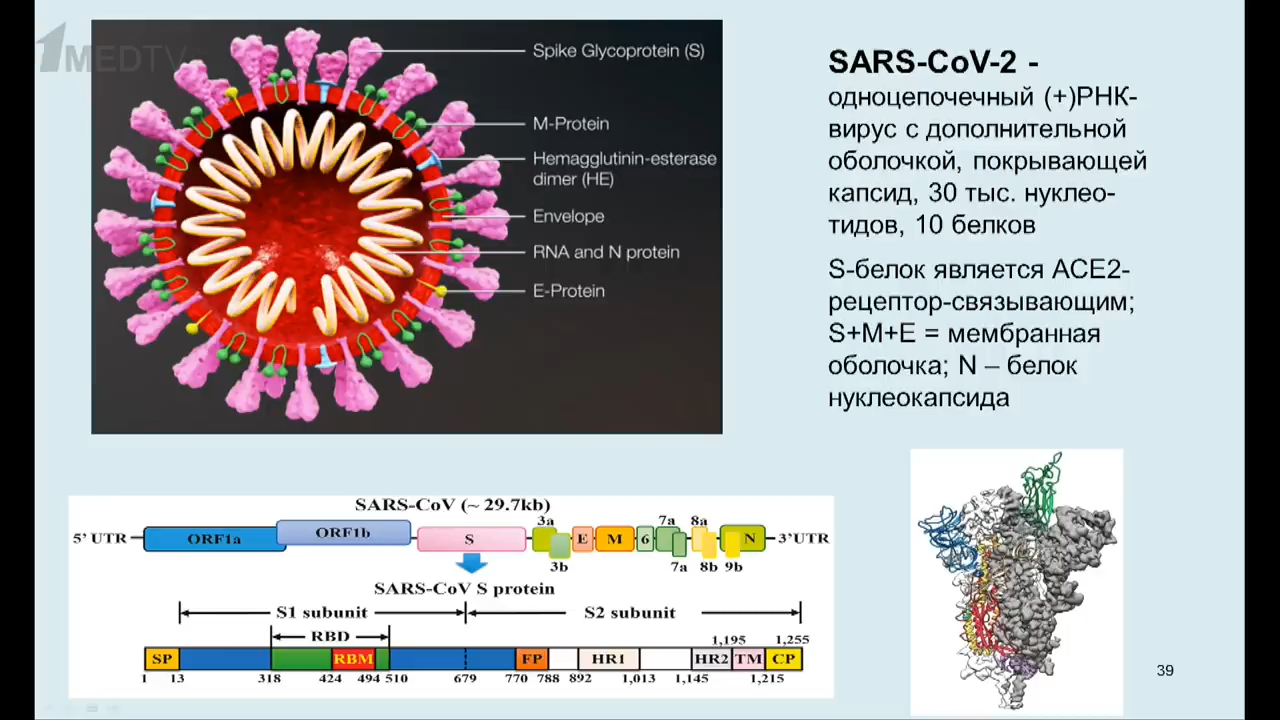 1MEDTV
Spike Glycoprotein (S)
M-Protein
Hemagglutinin-esterase
dimer (HE)
Envelope
RNA and N protein
E-Protein
SARS-CoV-2 -
одноцепочечный (+)РНК-
вирус с дополнительной
оболочкой, покрывающей
капсид, 30 тыс. нуклео-
тидов, 10 белков
S-белок является ACE2-
рецептор-связывающим;
S+M+E = мембранная
оболочка; N – белок
нуклеокапсида
SARS-CoV (~ 29.7kb)
3a 7a 8a
5' UTR ORF1a ORF1b S E M 6 N 3'UTR
3b 7a 8b 9b
SARS-CoV S protein
S1 subunit S2 subunit
RBD 1,195 1,255
SP RBM FP HR1 HR2 TM CP
1 13 318 424 494 510 679 770 788 892 1,013 1,145 1,215
39